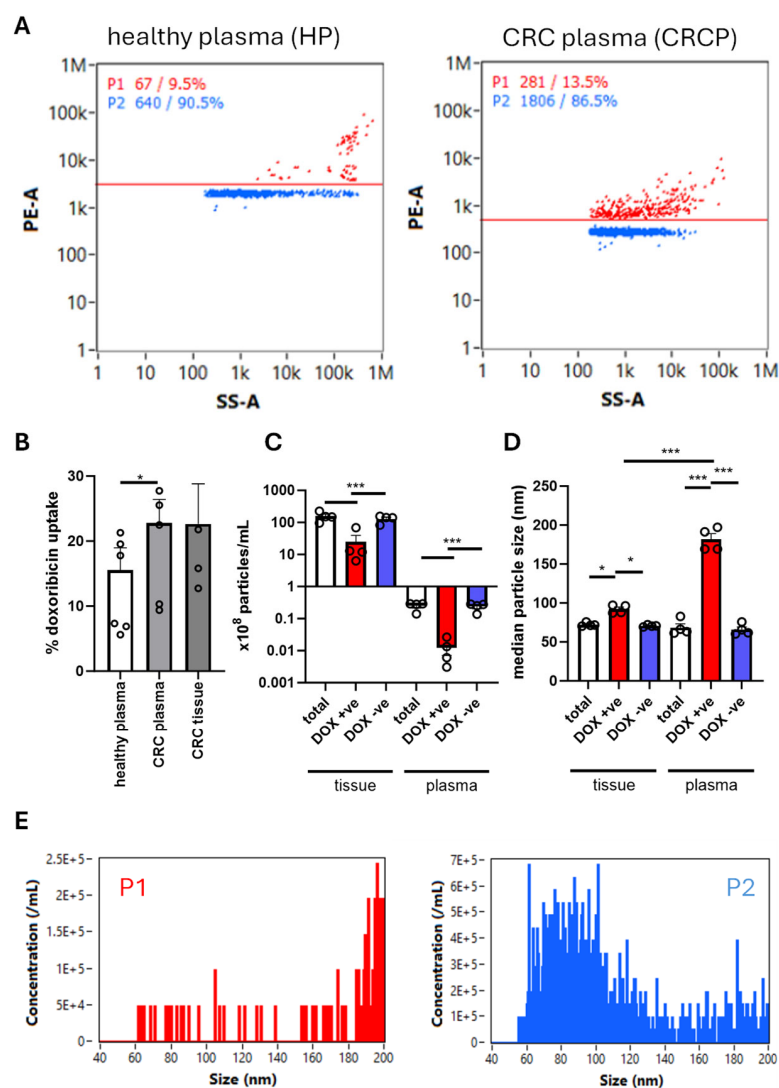 A
healthy plasma (HP)
CRC plasma (CRCP)
1M
100k
10k
1k
100
10
1
PE-A
P1 67 / 9.5%
P2 640 / 90.5%
1 10 100 1k 10k 100k 1M
SS-A
1M
100k
10k
1k
100
10
1
PE-A
P1 281 / 13.5%
P2 1806 / 86.5%
1 10 100 1k 10k 100k 1M
SS-A
B
% doxoribicin uptake
30
20
10
0
*
healthy plasma
CRC plasma
CRC tissue
C
x10⁸ particles/mL
1000
100
10
1
0.1
0.01
0.001
***
***
total
DOX +ve
DOX -ve
total
DOX +ve
DOX -ve
tissue
plasma
D
median particle size (nm)
250
200
150
100
50
0
***
*** ***
* *
total
DOX +ve
DOX -ve
total
DOX +ve
DOX -ve
tissue
plasma
E
Concentration (/mL)
2.5E+5
2E+5
1.5E+5
1E+5
5E+4
0
P1
40 60 80 100 120 140 160 180 200
Size (nm)
Concentration (/mL)
7E+5
6E+5
5E+5
4E+5
3E+5
2E+5
1E+5
0
P2
40 60 80 100 120 140 160 180 200
Size (nm)